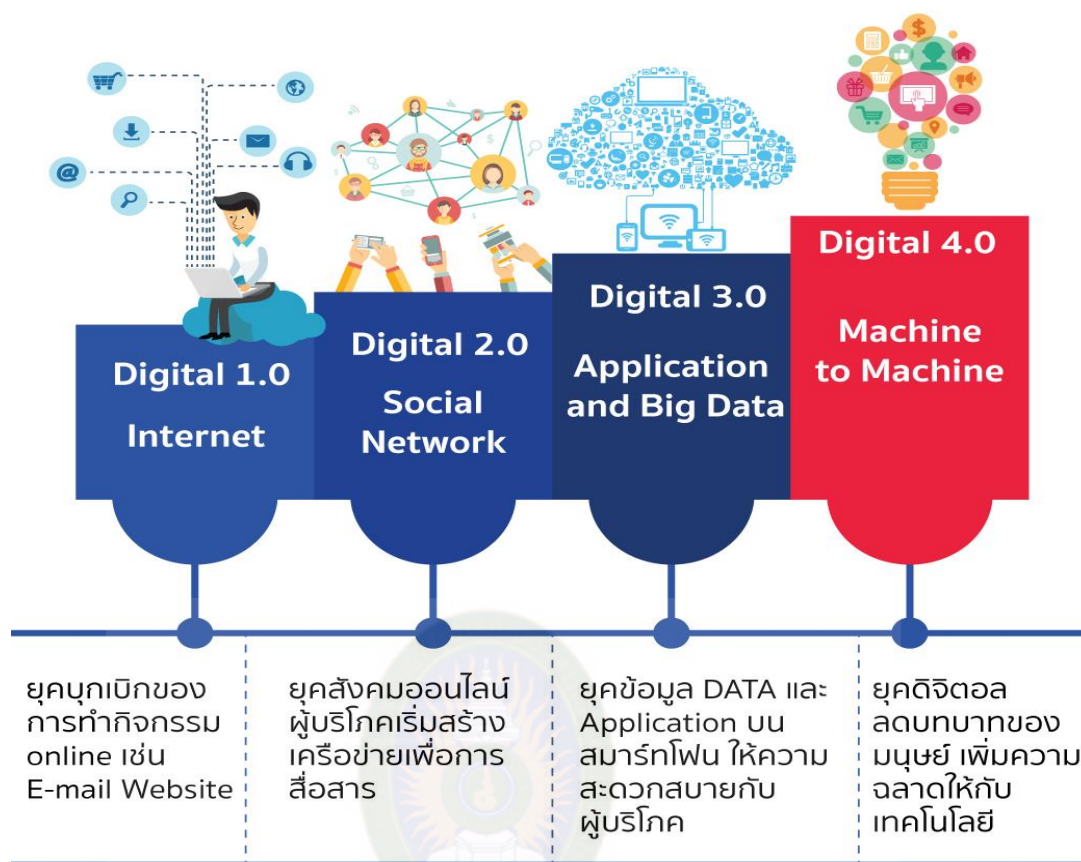 Digital 1.0
Internet
Digital 2.0
Social
Network
Digital 3.0
Application
and Big Data
Digital 4.0
Machine
to Machine
ยุคบุกเบิกของ
การทำกิจกรรม
online เช่น
E-mail Website
ยุคสังคมออนไลน์
ผู้บริโภคเริ่มสร้าง
เครือข่ายเพื่อการ
สื่อสาร
ยุคข้อมูล DATA และ
Application บน
สมาร์ทโฟน ให้ความ
สะดวกสบายกับ
ผู้บริโภค
ยุคดิจิตอล
ลดบทบาทของ
มนุษย์ เพิ่มความ
ฉลาดให้กับ
เทคโนโลยี